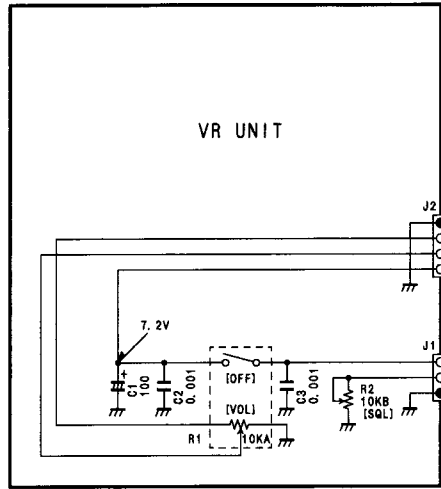 VR UNIT
J2
7.2V
J1
+
C1
100
C2
0.001
[OFF]
C3
0.001
R2
10KB
[SQL]
[VOL]
R1
10KA